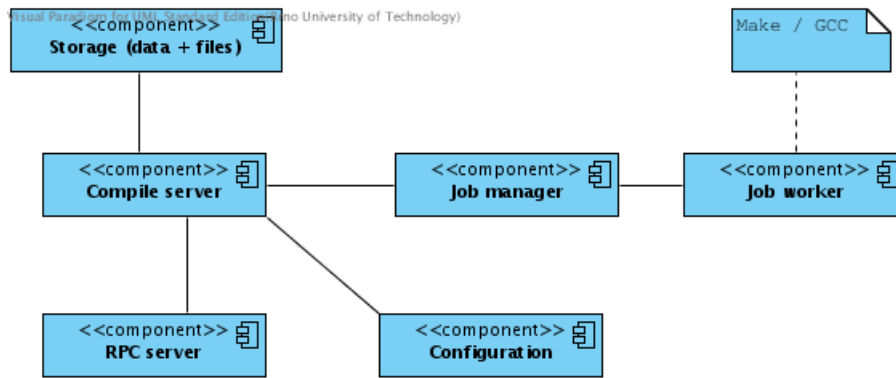 Visual Paradigm for UML Standard Edition(Brno University of Technology)
<<component>>
Storage (data + files)
Make / GCC
<<component>>
Compile server
<<component>>
Job manager
<<component>>
Job worker
<<component>>
RPC server
<<component>>
Configuration